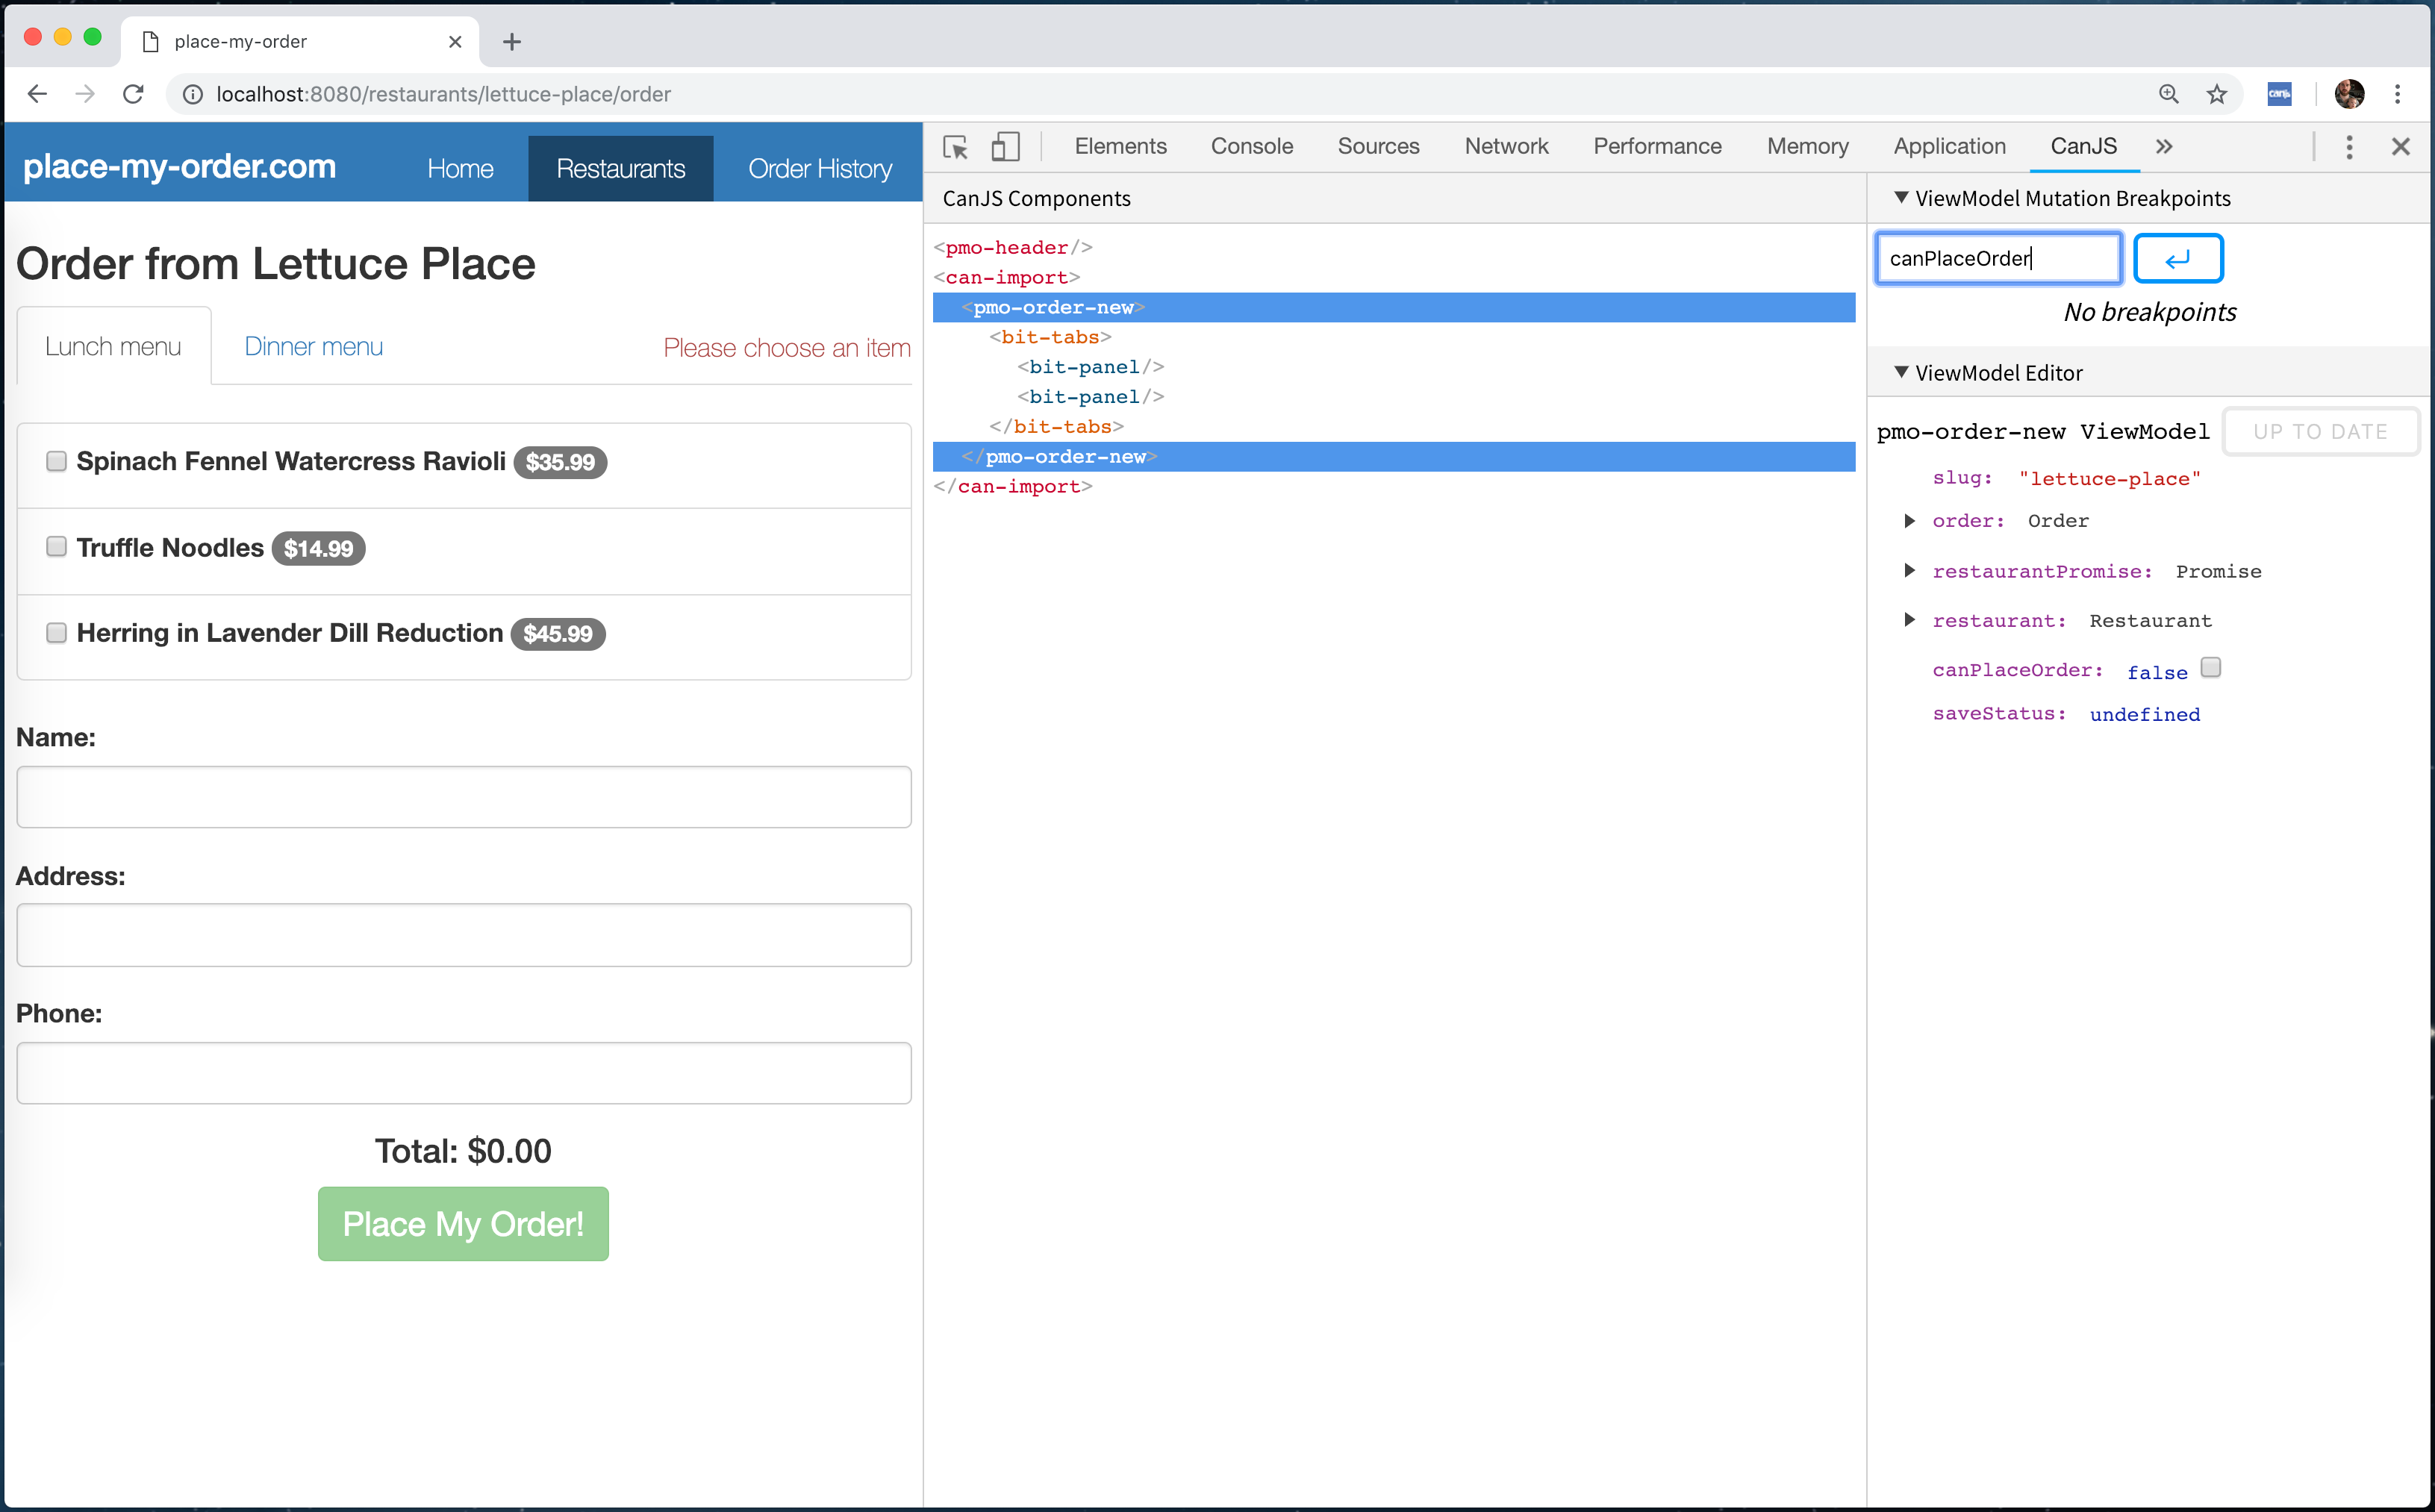 place-my-order
localhost:8080/restaurants/lettuce-place/order
canjs
place-my-order.com
Home
Restaurants
Order History
Order from Lettuce Place
Lunch menu
Dinner menu
Please choose an item
Spinach Fennel Watercress Ravioli $35.99
Truffle Noodles $14.99
Herring in Lavender Dill Reduction $45.99
Name:
Address:
Phone:
Total: $0.00
Place My Order!
Elements
Console
Sources
Network
Performance
Memory
Application
CanJS
CanJS Components
<pmo-header/>
<can-import>
<pmo-order-new>
<bit-tabs>
<bit-panel/>
<bit-panel/>
</bit-tabs>
</pmo-order-new>
</can-import>
ViewModel Mutation Breakpoints
canPlaceOrder
No breakpoints
ViewModel Editor
pmo-order-new ViewModel
UP TO DATE
slug: "lettuce-place"
order: Order
restaurantPromise: Promise
restaurant: Restaurant
canPlaceOrder: false
saveStatus: undefined